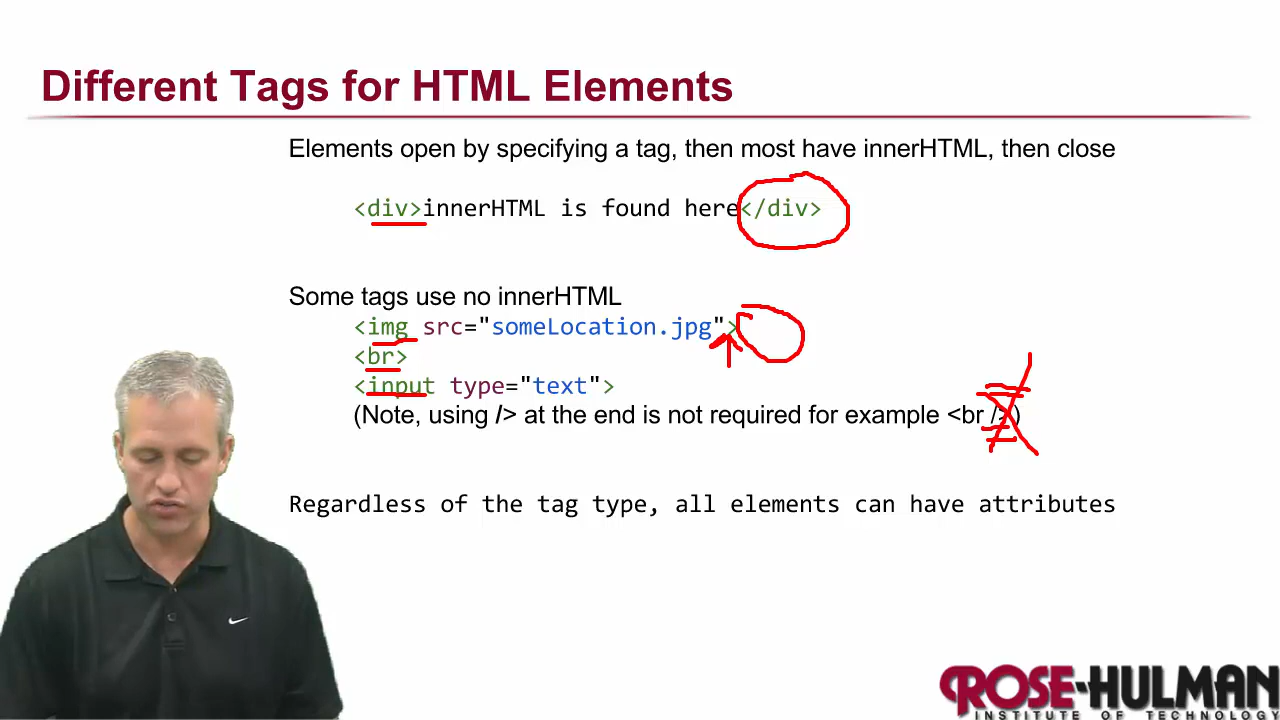 Different Tags for HTML Elements
Elements open by specifying a tag, then most have innerHTML, then close
<div>innerHTML is found here</div>
Some tags use no innerHTML
<img src="someLocation.jpg">
<br>
<input type="text">
(Note, using /> at the end is not required for example <br />)
Regardless of the tag type, all elements can have attributes
ROSE-HULMAN
INSTITUTE OF TECHNOLOGY